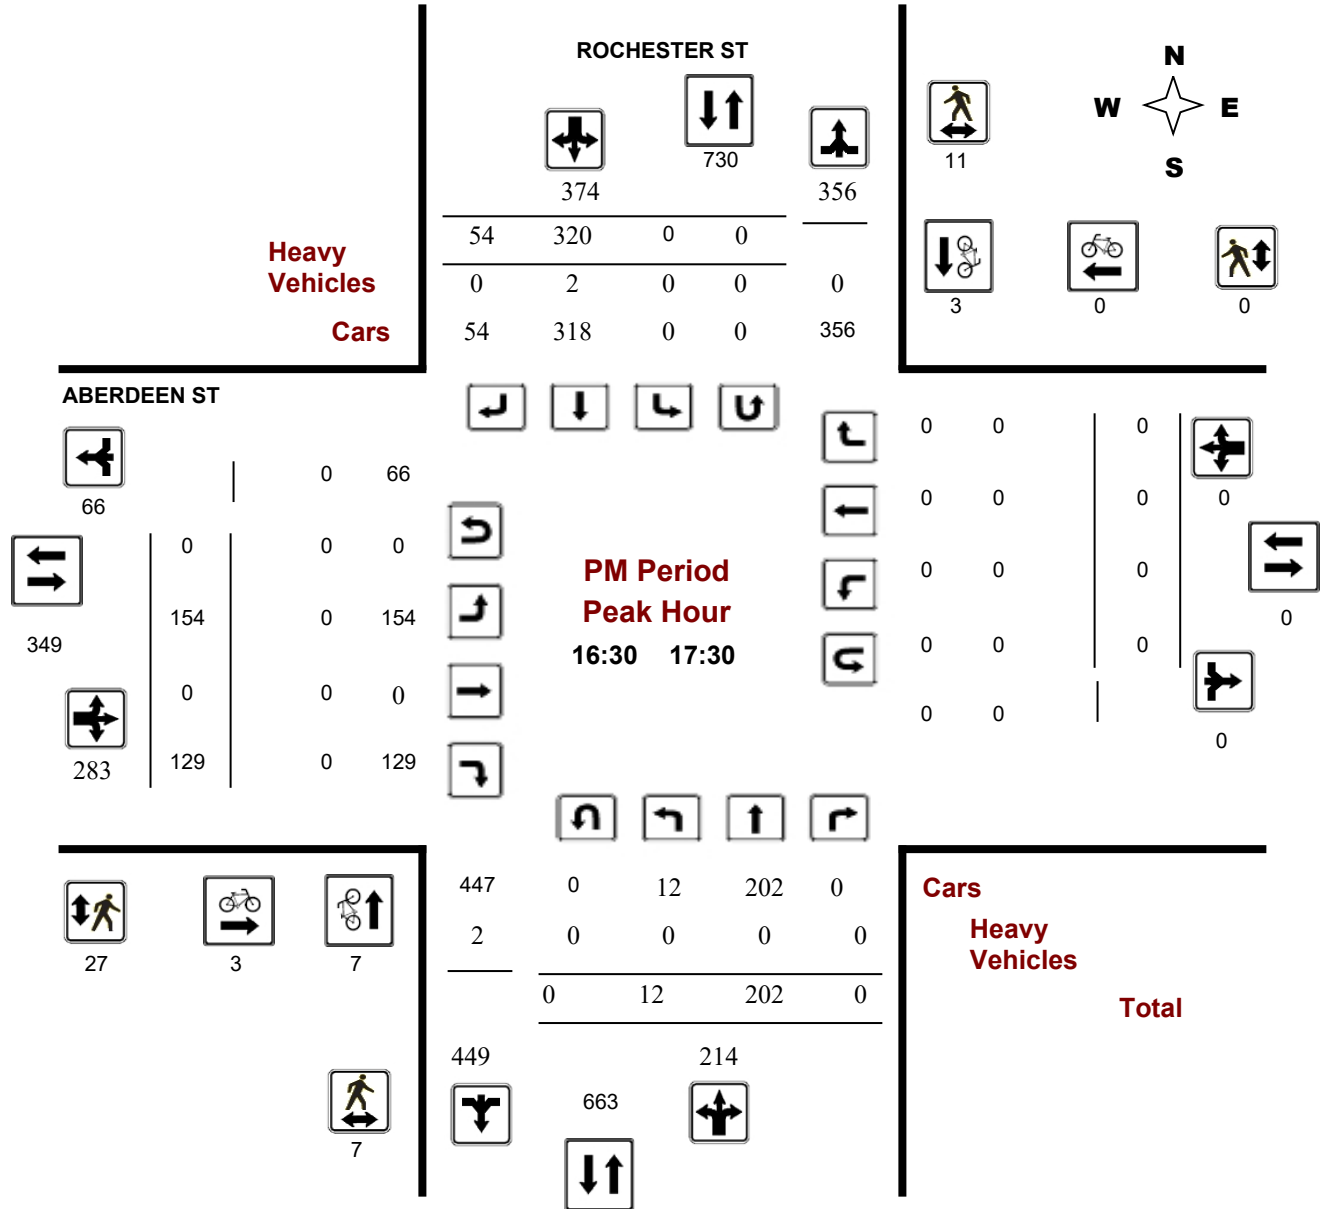 ROCHESTER ST
N
W E
S
730
11
374 356
54 320 0 0
Heavy
Vehicles
0 2 0 0 0
3 0 0
Cars
54 318 0 0 356
ABERDEEN ST
0 0 0
0 66
66
0 0 0
0
0 0 0
PM Period
Peak Hour
16:30 17:30
0 0 0
154 0 154
0
349
0 0 0
0 0 0
0 0
0
283
129 0 129
447 0 12 202 0
Cars
2 0 0 0 0
Heavy
Vehicles
27 3 7
0 12 202 0
Total
449 214
663
7